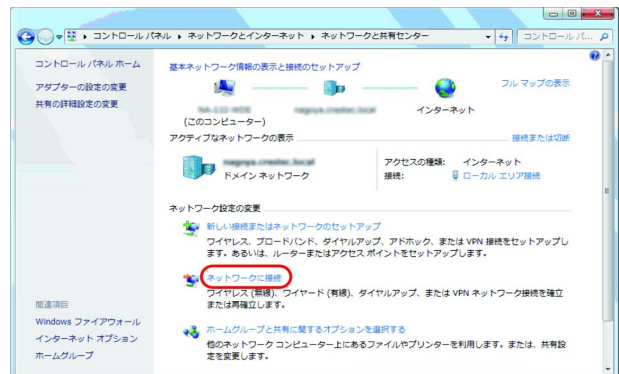 コントロール パネル ▸ ネットワークとインターネット ▸ ネットワークと共有センター
コントロール パ...
コントロール パネル ホーム
アダプターの設定の変更
共有の詳細設定の変更
基本ネットワーク情報の表示と接続のセットアップ
フル マップの表示
(このコンピューター)
インターネット
アクティブなネットワークの表示
接続または切断
ドメイン ネットワーク
アクセスの種類: インターネット
接続: ローカル エリア接続
ネットワーク設定の変更
新しい接続またはネットワークのセットアップ
ワイヤレス、ブロードバンド、ダイヤルアップ、アドホック、または VPN 接続をセットアップし
ます。あるいは、ルーターまたはアクセス ポイントをセットアップします。
ネットワークに接続
ワイヤレス (無線)、ワイヤード (有線)、ダイヤルアップ、または VPN ネットワーク接続を確立
または再確立します。
ホームグループと共有に関するオプションを選択する
他のネットワーク コンピューター上にあるファイルやプリンターを利用します。または、共有設
定を変更します。
関連項目
Windows ファイアウォール
インターネット オプション
ホームグループ